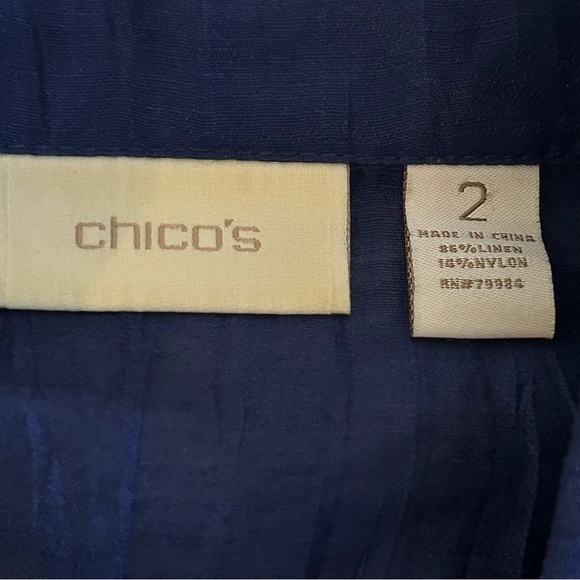 chico's
2
MADE IN CHINA
86%LINEN
14%NYLON
RN#79984